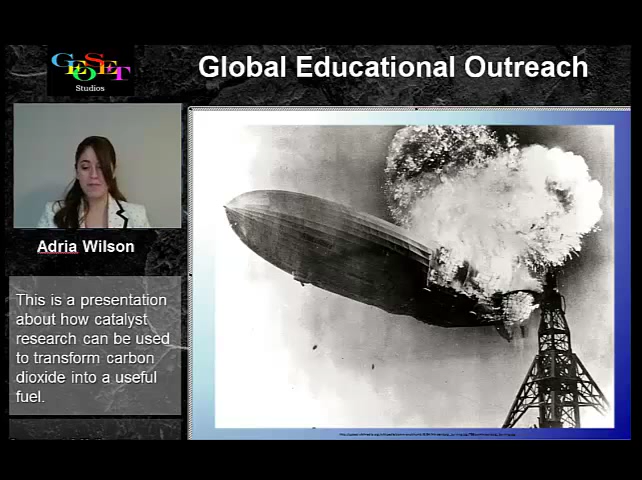 GEOSET
Studios
Global Educational Outreach
Adria Wilson
This is a presentation
about how catalyst
research can be used
to transform carbon
dioxide into a useful
fuel.